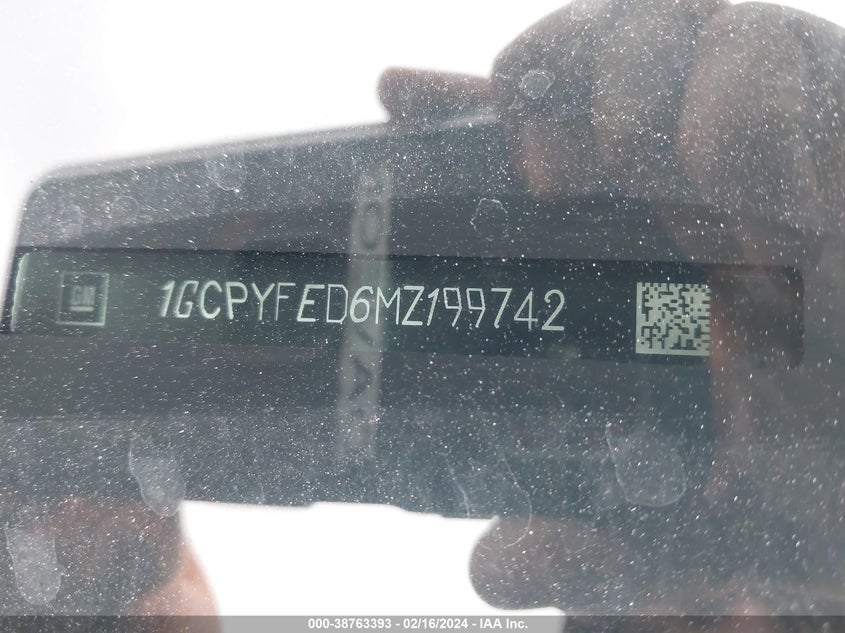 GM
1GCPYFED6MZ199742
000-38763393 - 02/16/2024 - IAA Inc.